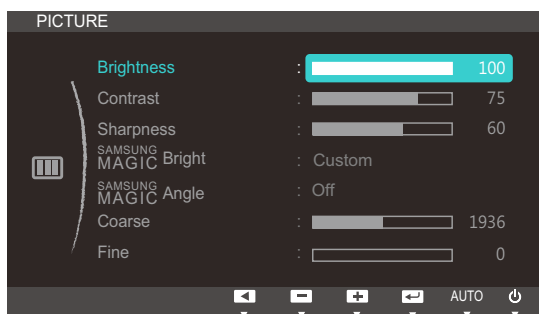 PICTURE
Brightness : 100
Contrast : 75
Sharpness : 60
SAMSUNG MAGIC Bright : Custom
SAMSUNG MAGIC Angle : Off
Coarse : 1936
Fine : 0
AUTO